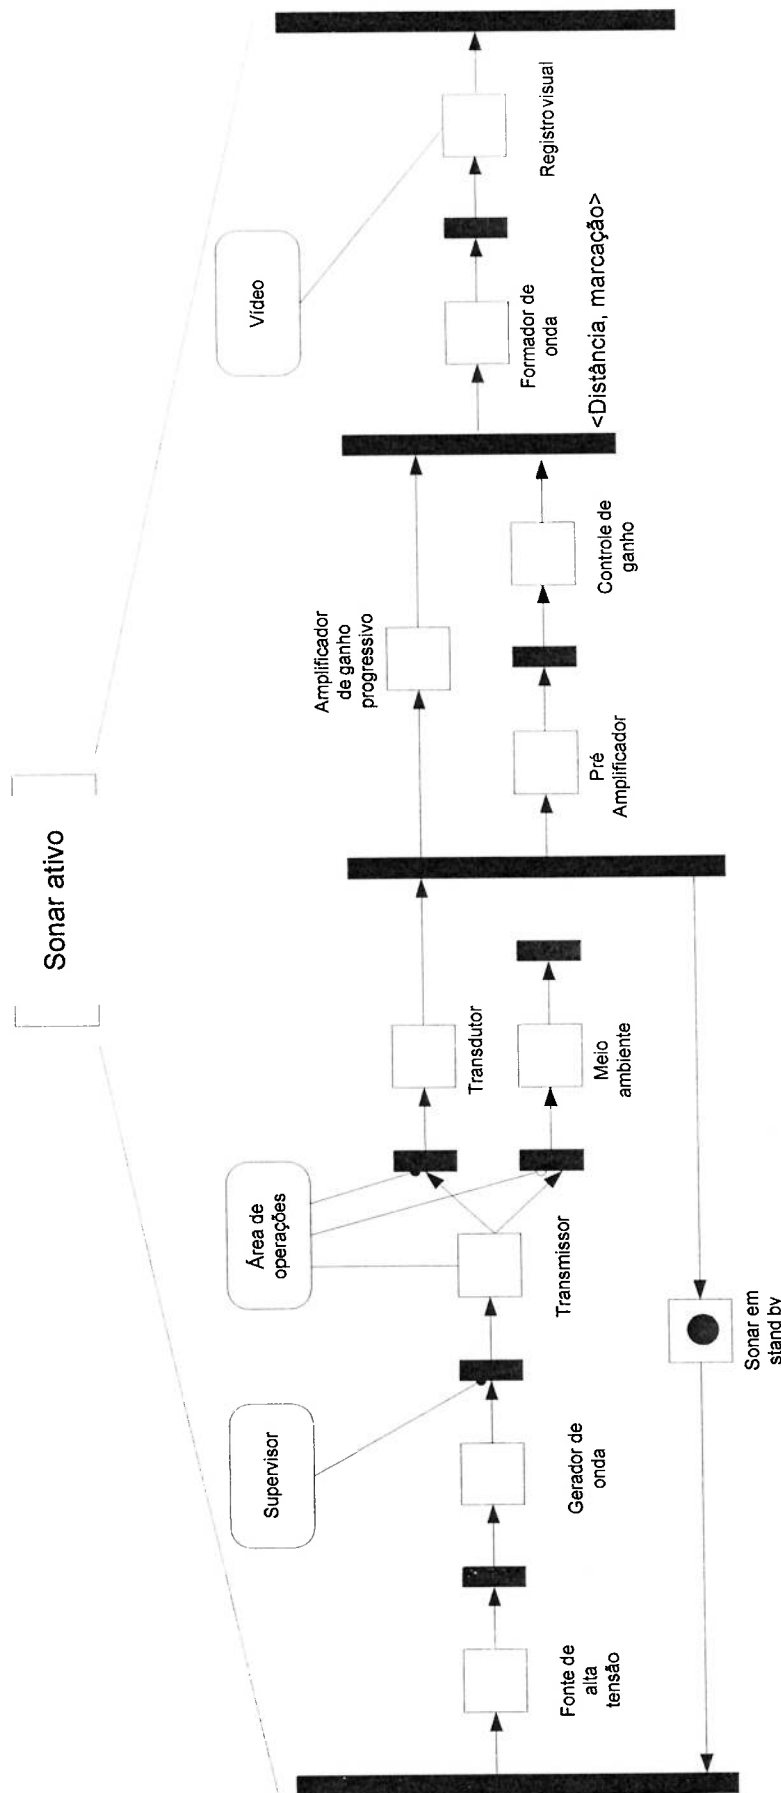 Sonar ativo
Supervisor
Área de
operações
Vídeo
Fonte de
alta
tensão
Gerador de
onda
Transmissor
Transdutor
Meio
ambiente
Amplificador
de ganho
progressivo
Pré
Amplificador
Controle de
ganho
Formador de
onda
<Distância, marcação>
Registro visual
Sonar em
stand by